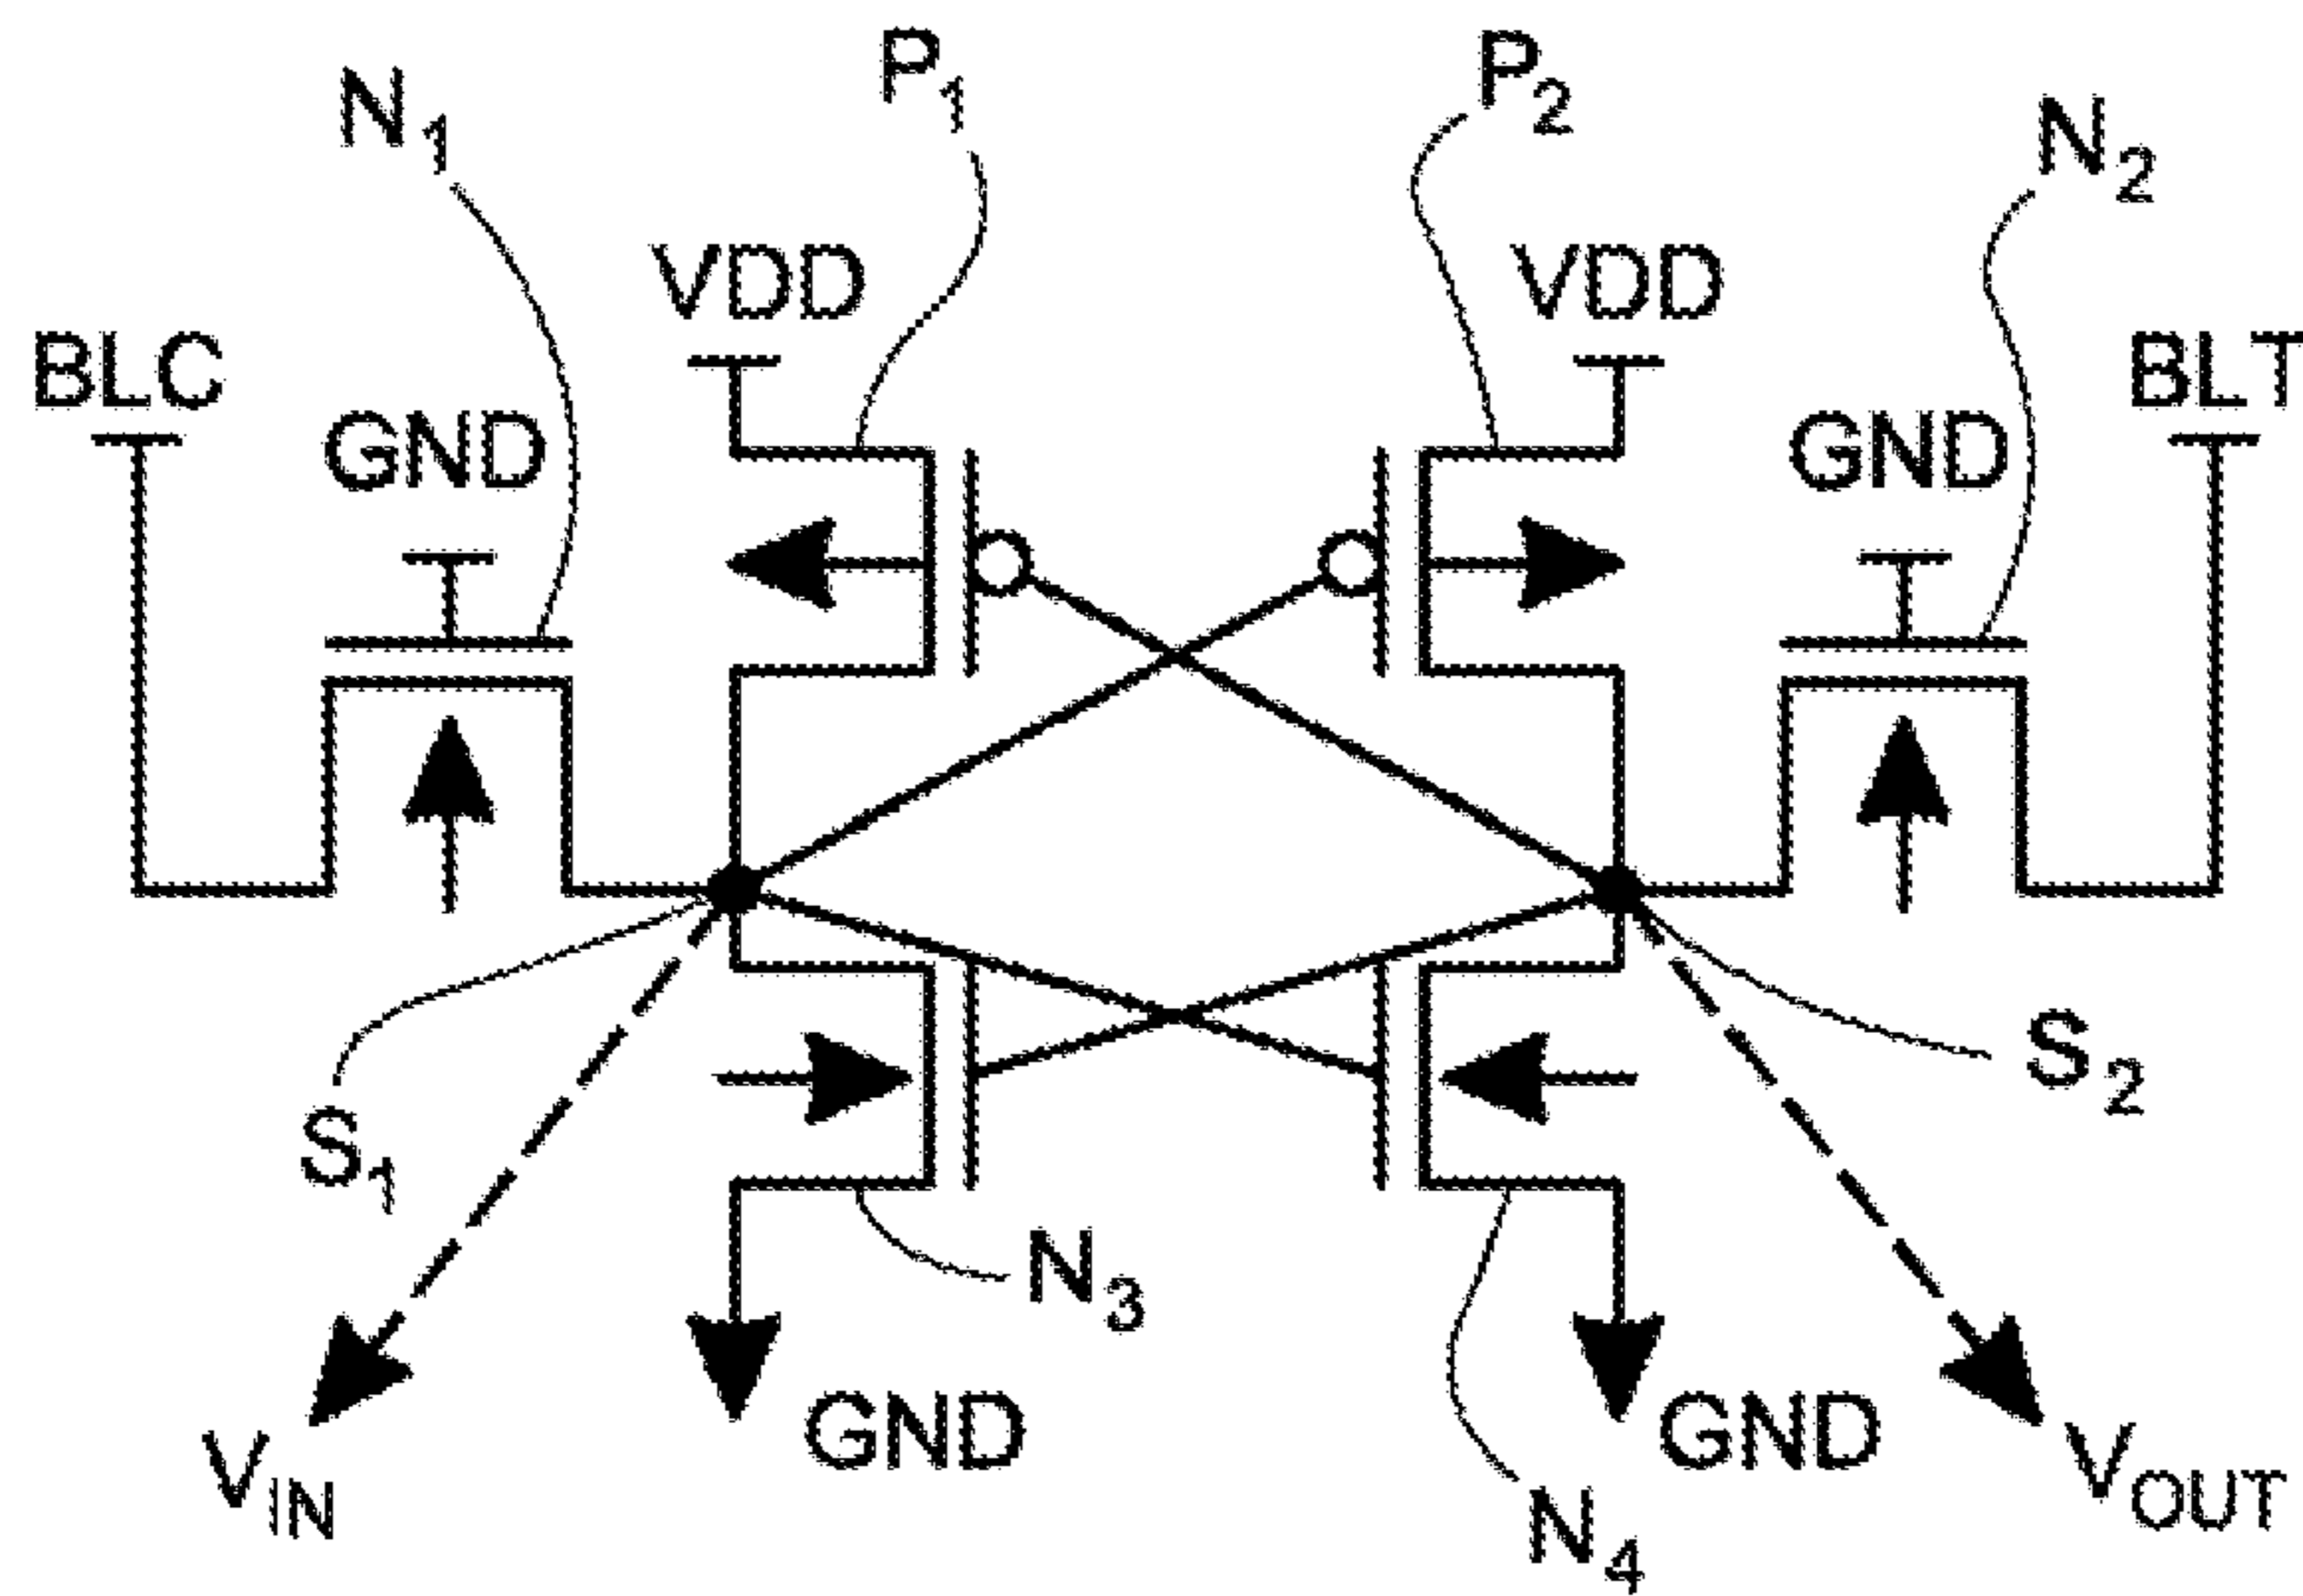 N1
P1
P2
N2
VDD
VDD
BLC
BLT
GND
GND
S1
S2
N3
GND
GND
VIN
VOUT
N4